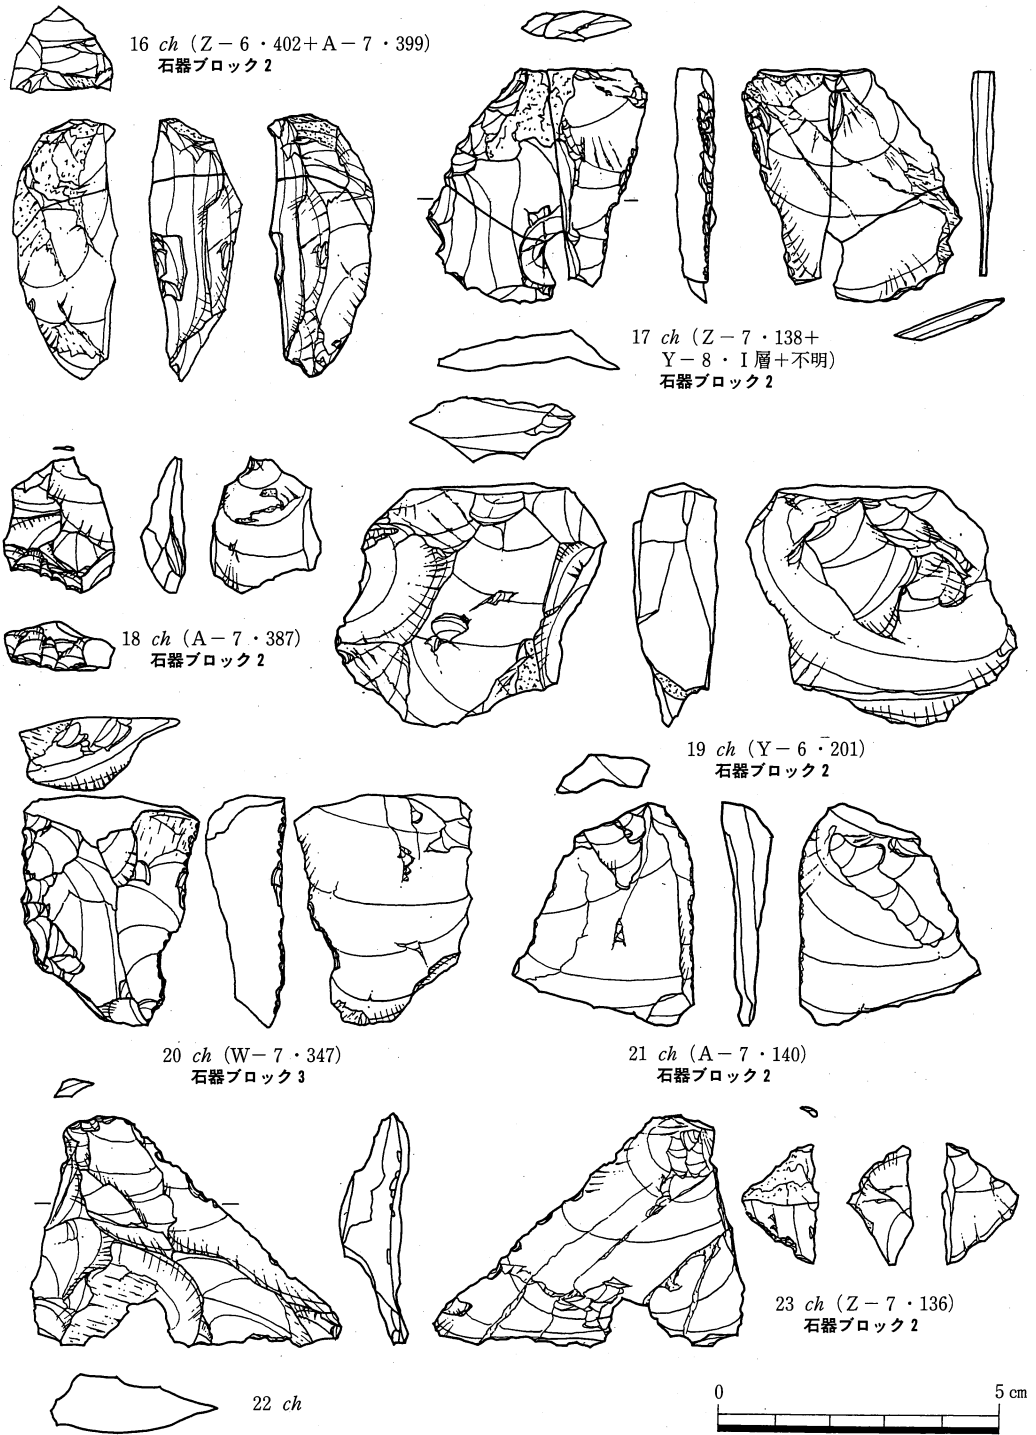 16 ch (Z－6・402＋A－7・399)
石器ブロック2
17 ch (Z－7・138＋
Y－8・I層＋不明)
石器ブロック2
18 ch (A－7・387)
石器ブロック2
19 ch (Y－6・201)
石器ブロック2
20 ch (W－7・347)
石器ブロック3
21 ch (A－7・140)
石器ブロック2
22 ch
23 ch (Z－7・136)
石器ブロック2
0 5 cm